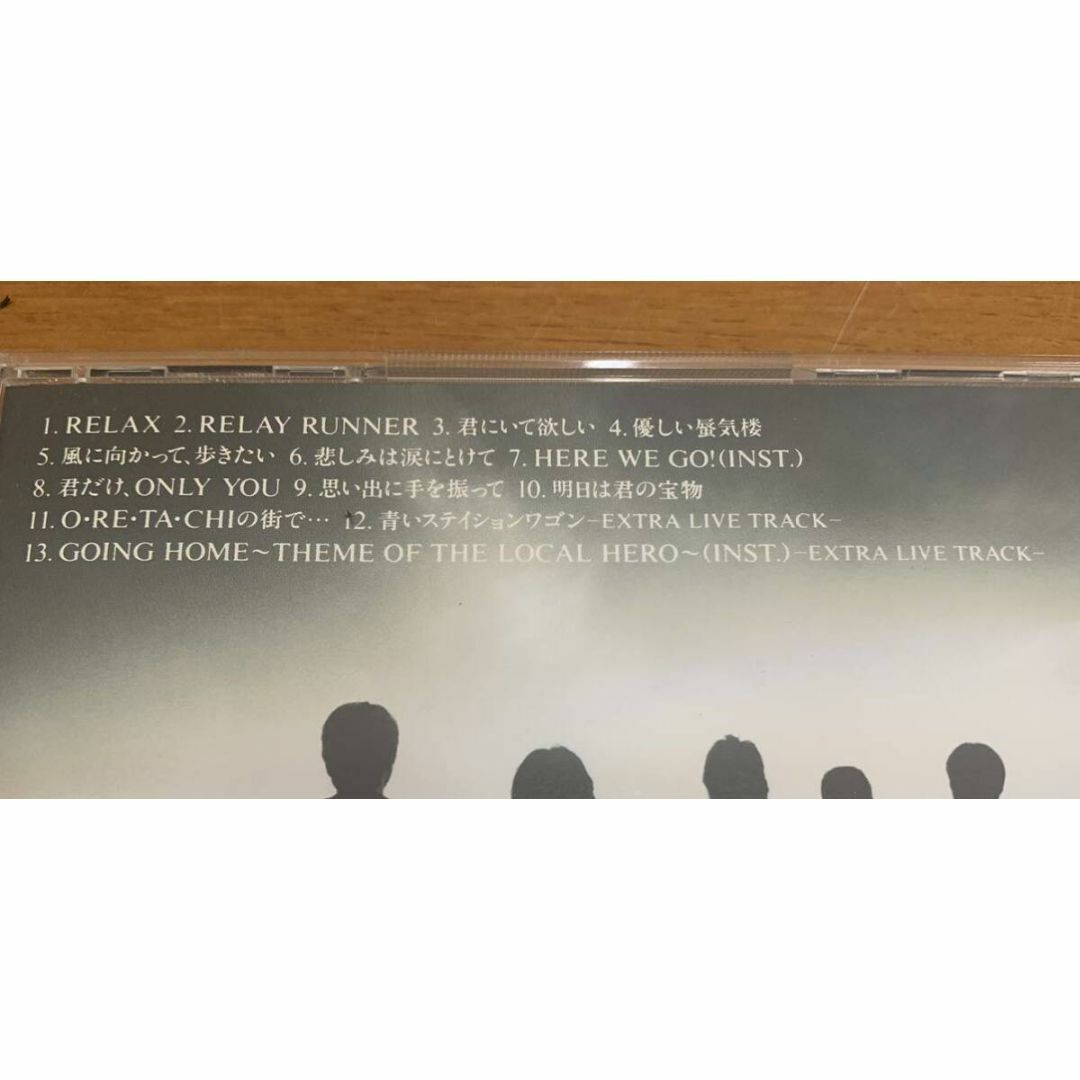 1. RELAX 2. RELAY RUNNER 3. 君にいて欲しい 4. 優しい蜃気楼
5. 風に向かって、歩きたい 6. 悲しみは涙にとけて 7. HERE WE GO!(INST.)
8. 君だけ、ONLY YOU 9. 思い出に手を振って 10. 明日は君の宝物
11. O・RE・TA・CHIの街で… 12. 青いステイションワゴン−EXTRA LIVE TRACK−
13. GOING HOME〜THEME OF THE LOCAL HERO〜(INST.)−EXTRA LIVE TRACK−